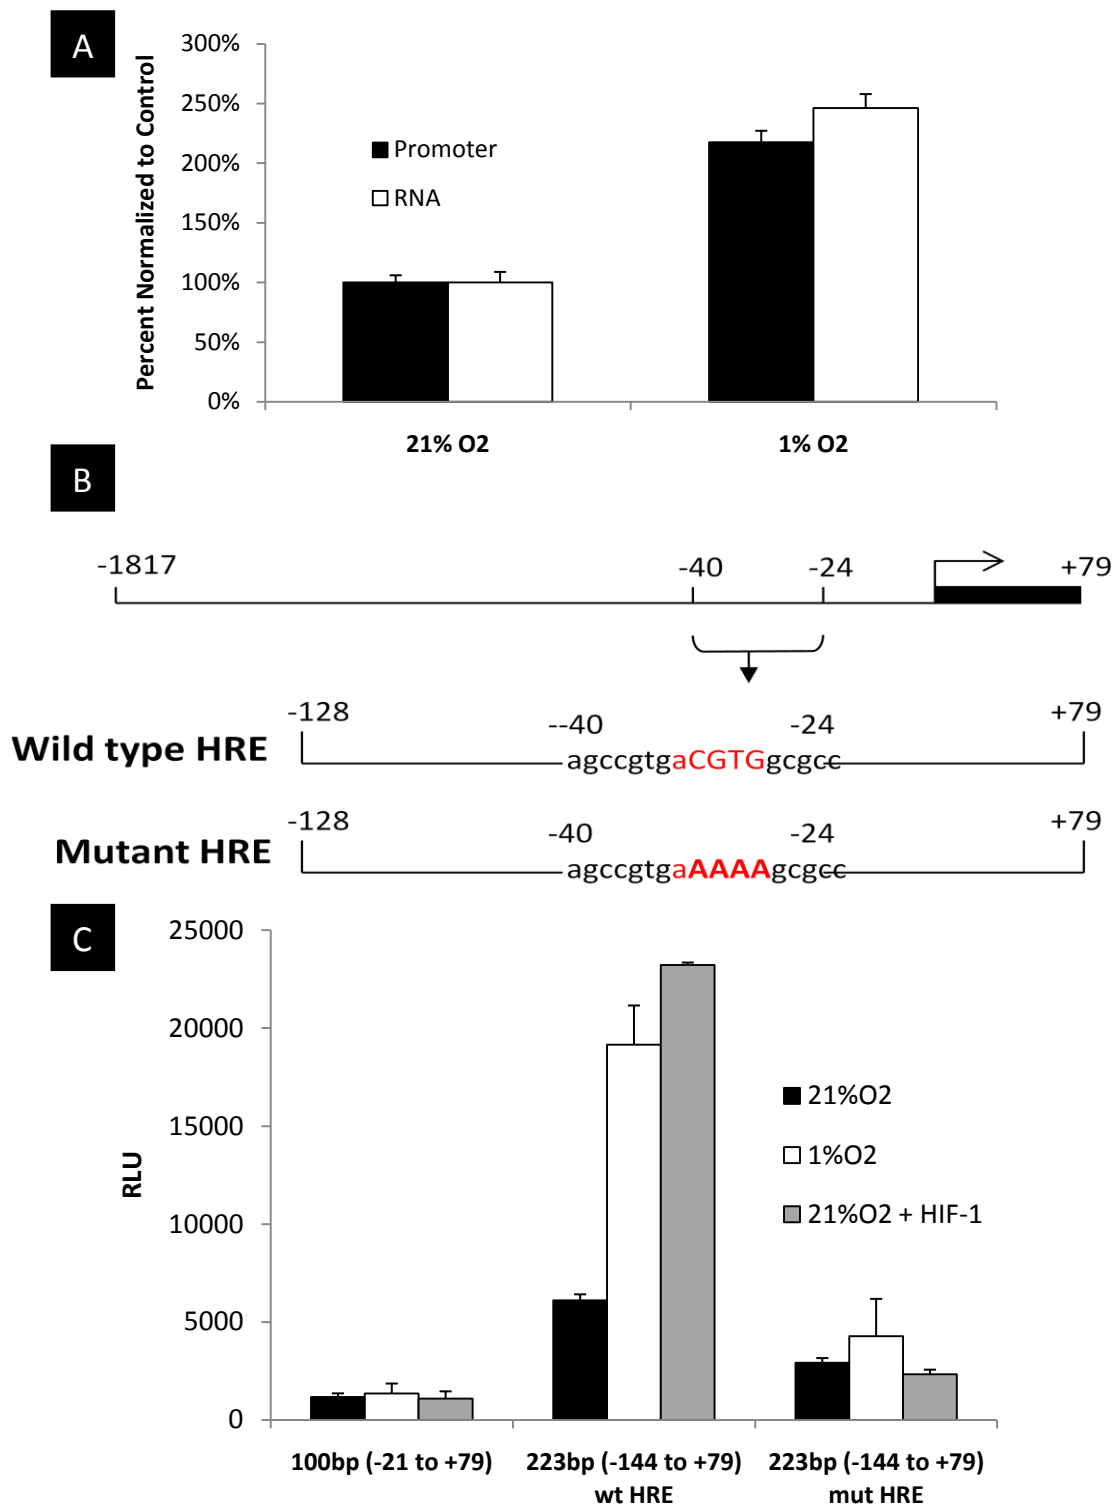 A
Percent Normalized to Control
300%
250%
200%
150%
100%
50%
0%
Promoter
RNA
21% O2
1% O2
B
-1817
-40
-24
+79
Wild type HRE
-128
--40
-24
+79
agccgtgaCGTGgcgcc
Mutant HRE
-128
-40
-24
+79
agccgtgaAAAAgcgcc
C
RLU
25000
20000
15000
10000
5000
0
21%O2
1%O2
21%O2 + HIF-1
100bp (-21 to +79)
223bp (-144 to +79)
wt HRE
223bp (-144 to +79)
mut HRE